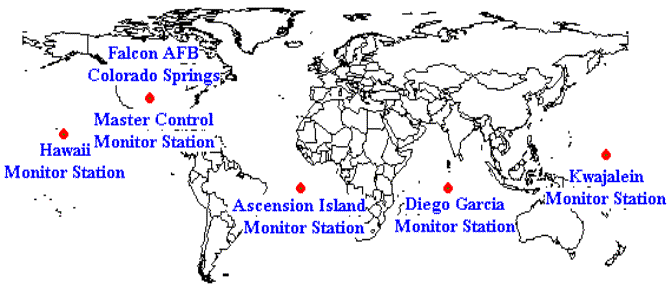 Falcon AFB
Colorado Springs
Master Control
Monitor Station
Hawaii
Monitor Station
Ascension Island
Monitor Station
Diego Garcia
Monitor Station
Kwajalein
Monitor Station